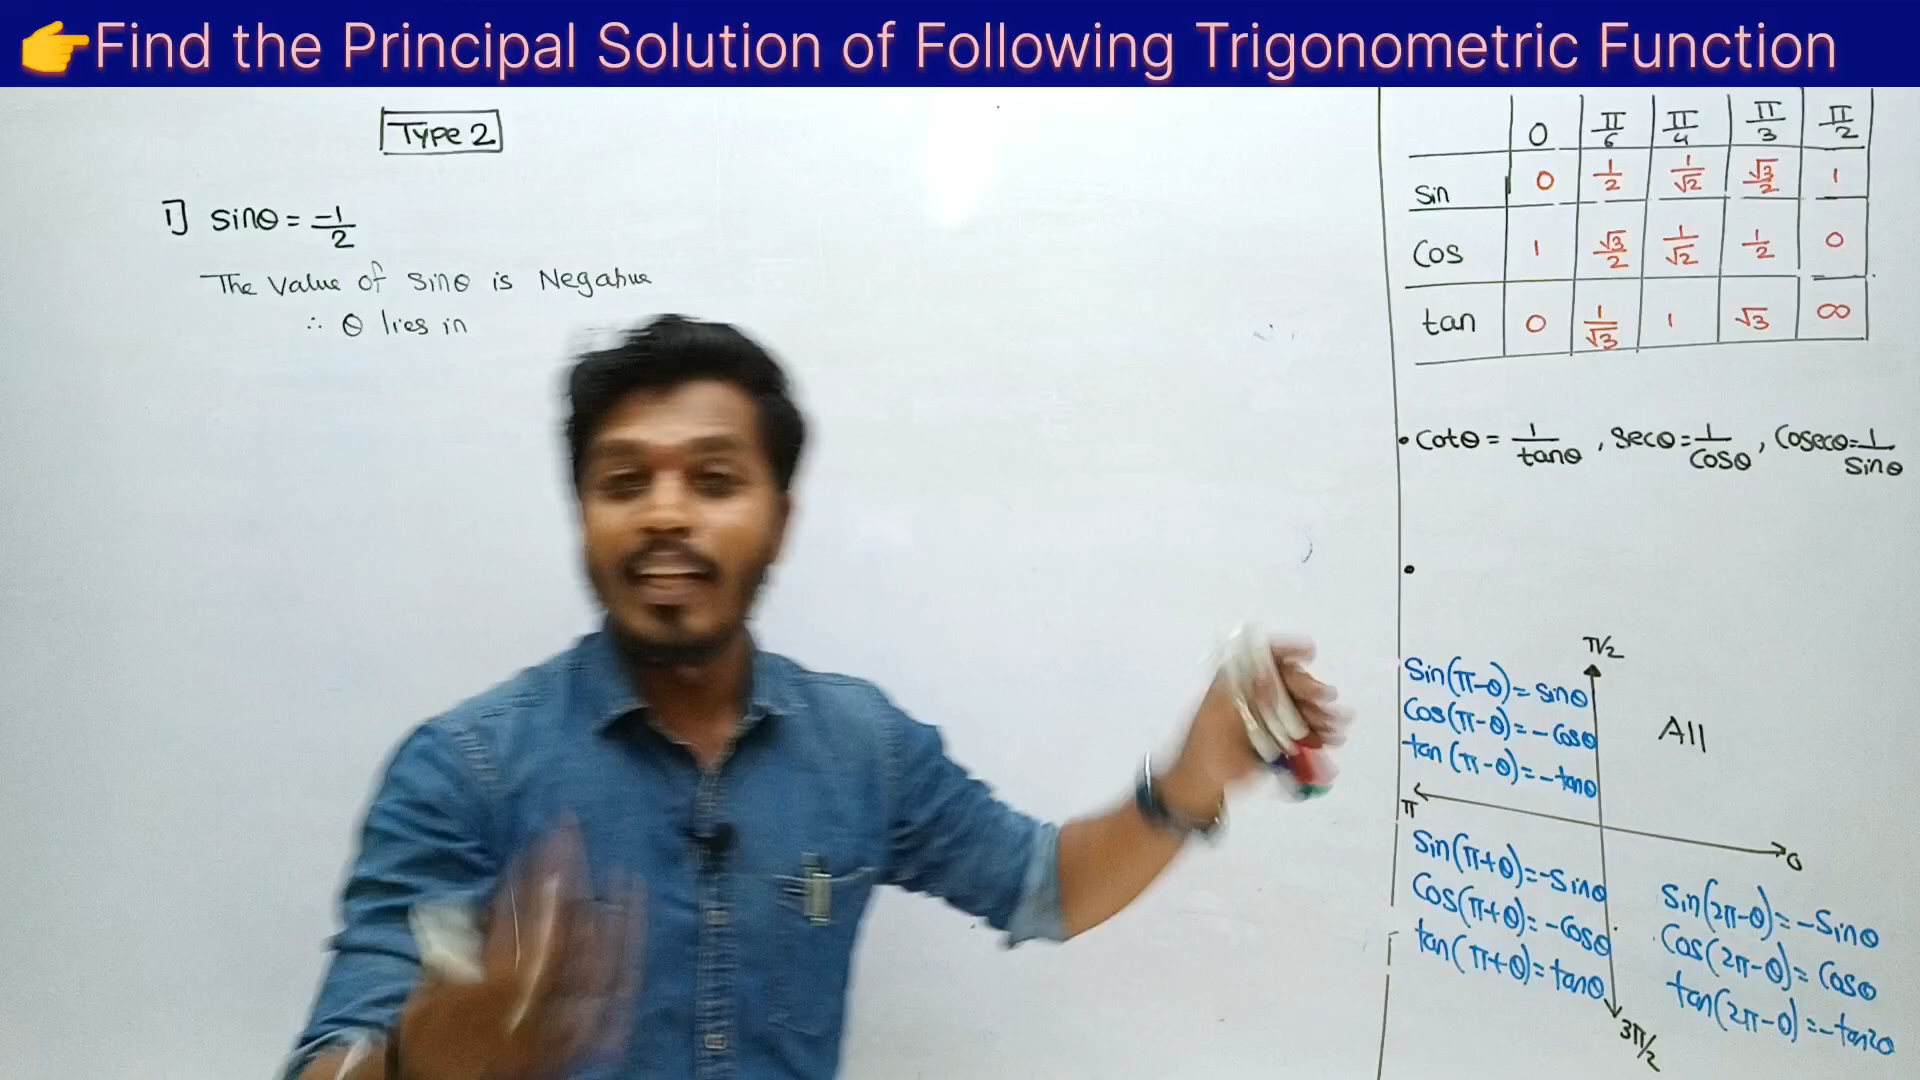 👉Find the Principal Solution of Following Trigonometric Function
Type 2
1] sinθ = -1/2
The Value of sinθ is Negative
∴ θ lies in
0 π/6 π/4 π/3 π/2
sin 0 1/2 1/√2 √3/2 1
cos 1 √3/2 1/√2 1/2 0
tan 0 1/√3 1 √3 ∞
• cotθ = 1/tanθ , secθ = 1/cosθ , cosecθ = 1/sinθ
•
π/2
sin(π-θ) = sinθ
cos(π-θ) = -cosθ
tan(π-θ) = -tanθ
All
π
0
sin(π+θ) = -sinθ
cos(π+θ) = -cosθ
tan(π+θ) = tanθ
sin(2π-θ) = -sinθ
cos(2π-θ) = cosθ
3π/2